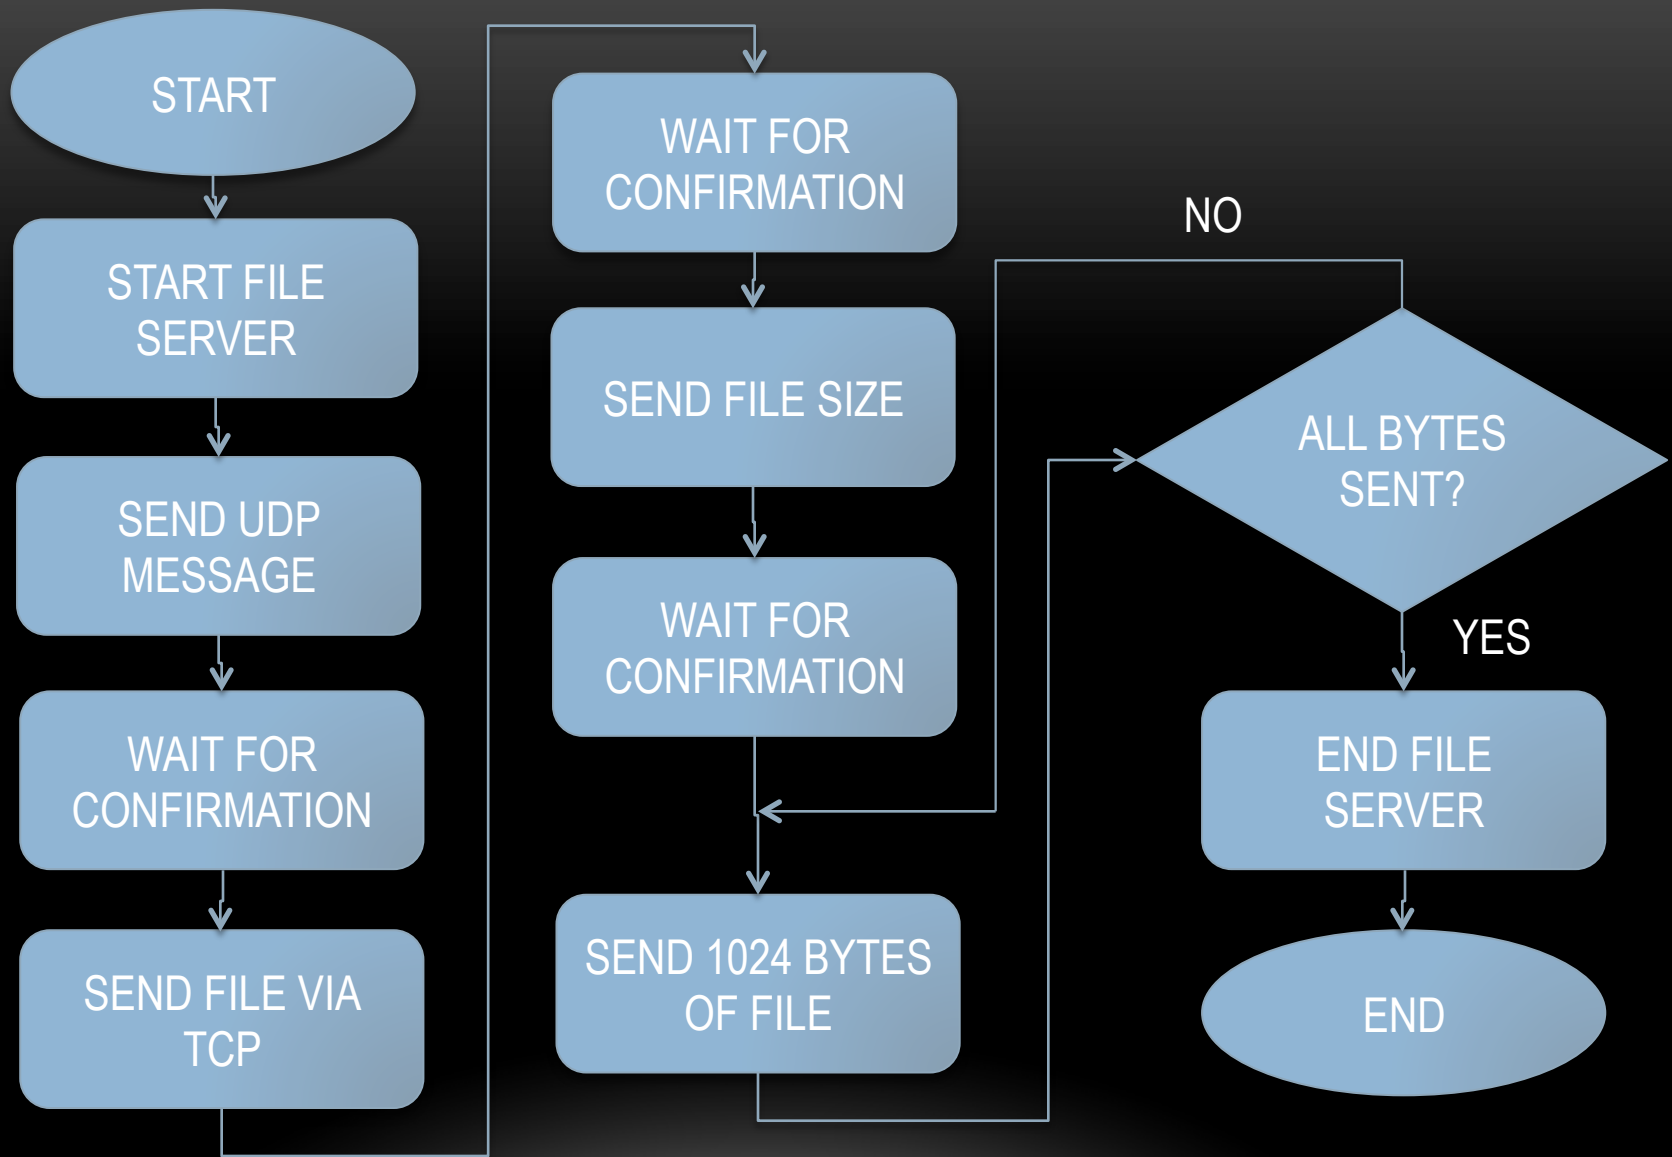 START
START FILE
SERVER
SEND UDP
MESSAGE
WAIT FOR
CONFIRMATION
SEND FILE VIA
TCP
WAIT FOR
CONFIRMATION
SEND FILE SIZE
WAIT FOR
CONFIRMATION
SEND 1024 BYTES
OF FILE
NO
ALL BYTES
SENT?
YES
END FILE
SERVER
END